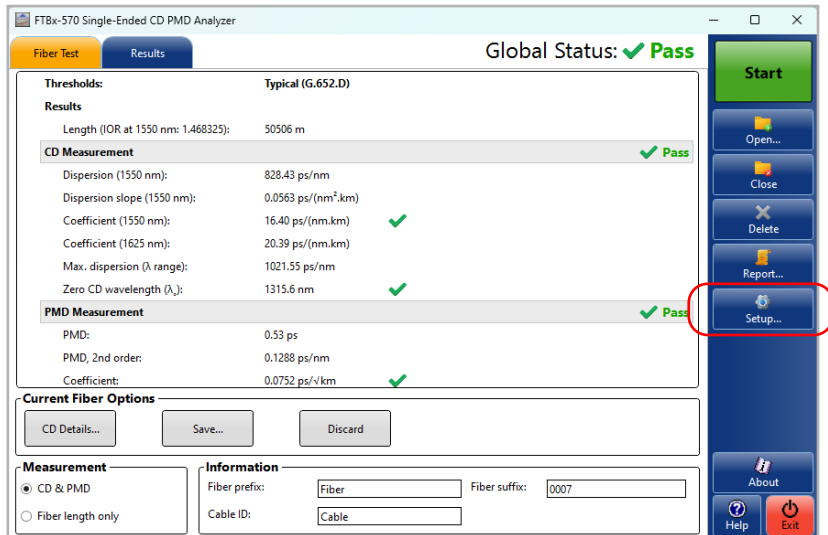 FTBx-570 Single-Ended CD PMD Analyzer
Fiber Test
Results
Global Status: Pass
Thresholds: Typical (G.652.D)
Results
Length (IOR at 1550 nm: 1.468325): 50506 m
CD Measurement Pass
Dispersion (1550 nm): 828.43 ps/nm
Dispersion slope (1550 nm): 0.0563 ps/(nm².km)
Coefficient (1550 nm): 16.40 ps/(nm.km)
Coefficient (1625 nm): 20.39 ps/(nm.km)
Max. dispersion (λ range): 1021.55 ps/nm
Zero CD wavelength (λ₀): 1315.6 nm
PMD Measurement Pass
PMD: 0.53 ps
PMD, 2nd order: 0.1288 ps/nm
Coefficient: 0.0752 ps/√km
Current Fiber Options
CD Details...
Save...
Discard
Measurement
CD & PMD
Fiber length only
Information
Fiber prefix: Fiber
Fiber suffix: 0007
Cable ID: Cable
Start
Open...
Close
Delete
Report...
Setup...
About
Help
Exit